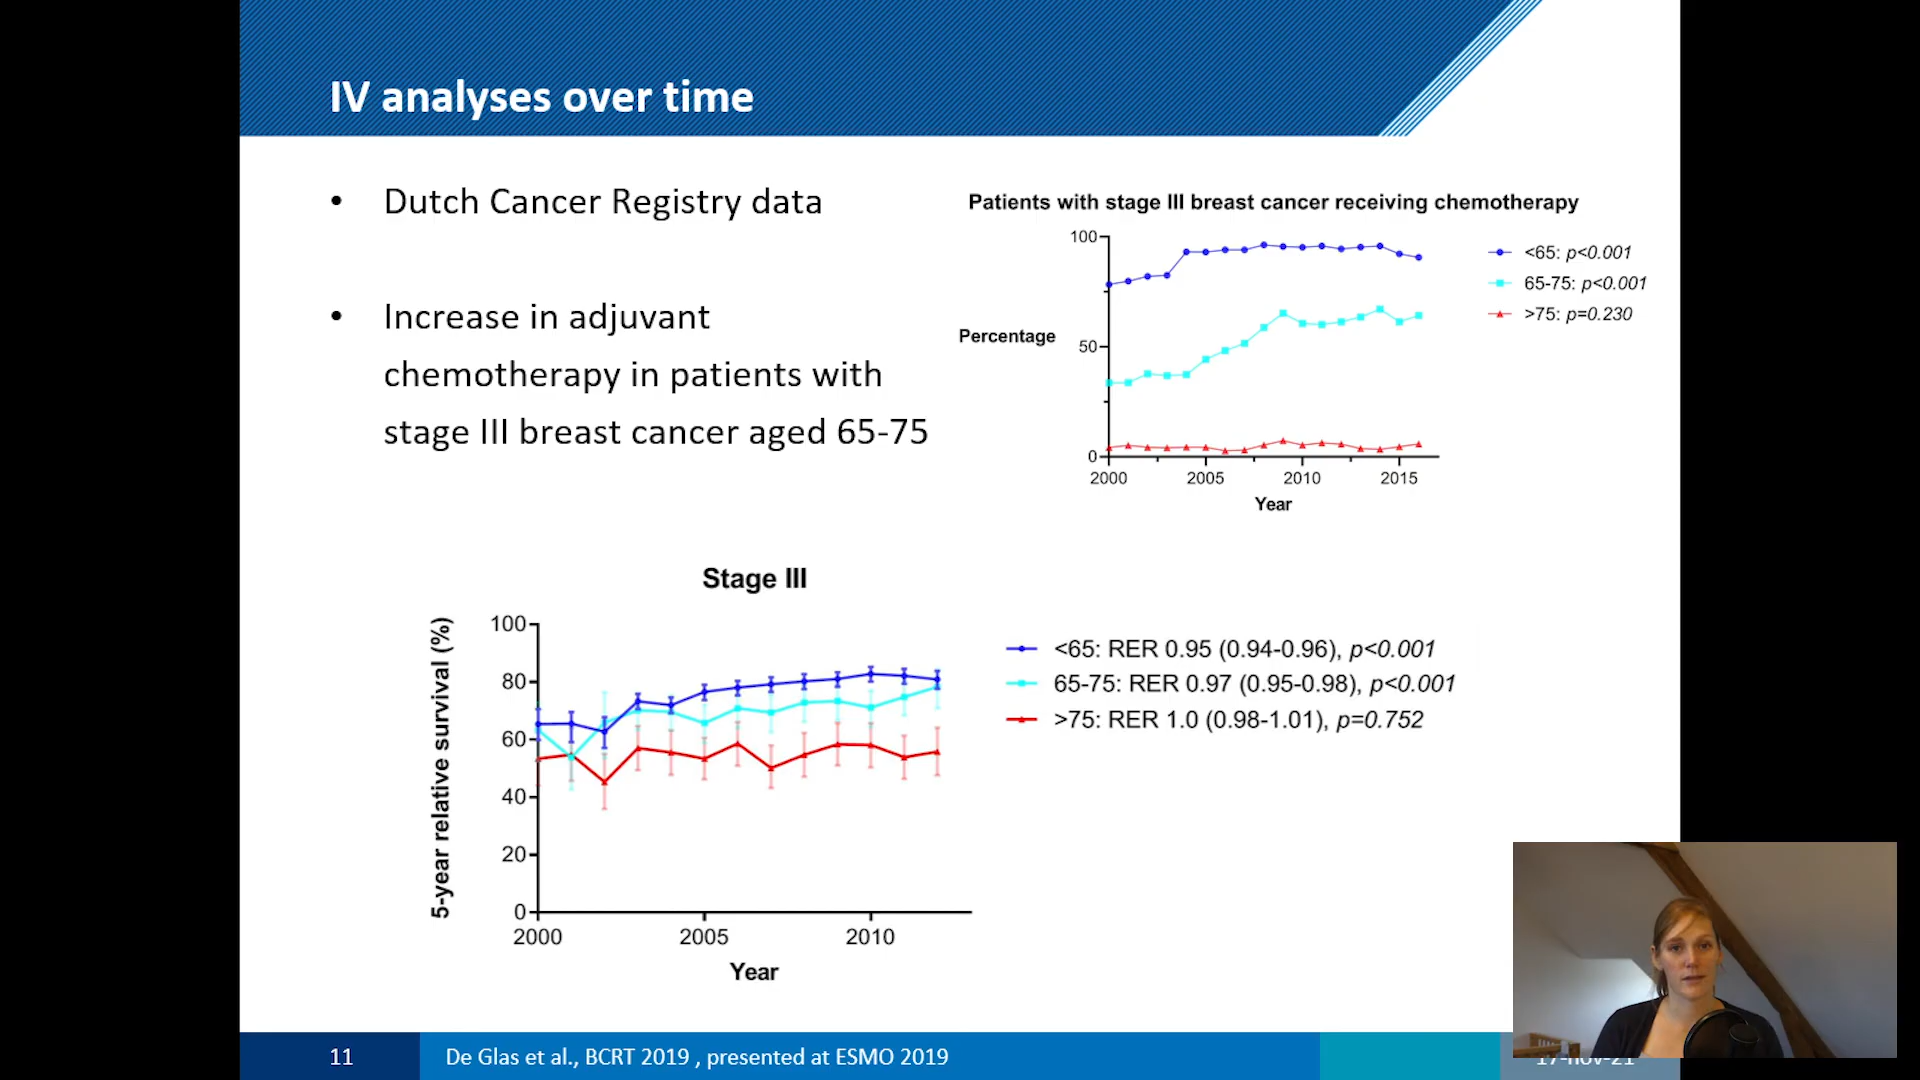 IV analyses over time
• Dutch Cancer Registry data
• Increase in adjuvant
chemotherapy in patients with
stage III breast cancer aged 65-75
Patients with stage III breast cancer receiving chemotherapy
Percentage
100
50
0
2000 2005 2010 2015
Year
<65: p<0.001
65-75: p<0.001
>75: p=0.230
Stage III
5-year relative survival (%)
100
80
60
40
20
0
2000 2005 2010
Year
<65: RER 0.95 (0.94-0.96), p<0.001
65-75: RER 0.97 (0.95-0.98), p<0.001
>75: RER 1.0 (0.98-1.01), p=0.752
11
De Glas et al., BCRT 2019 , presented at ESMO 2019
17-nov-21